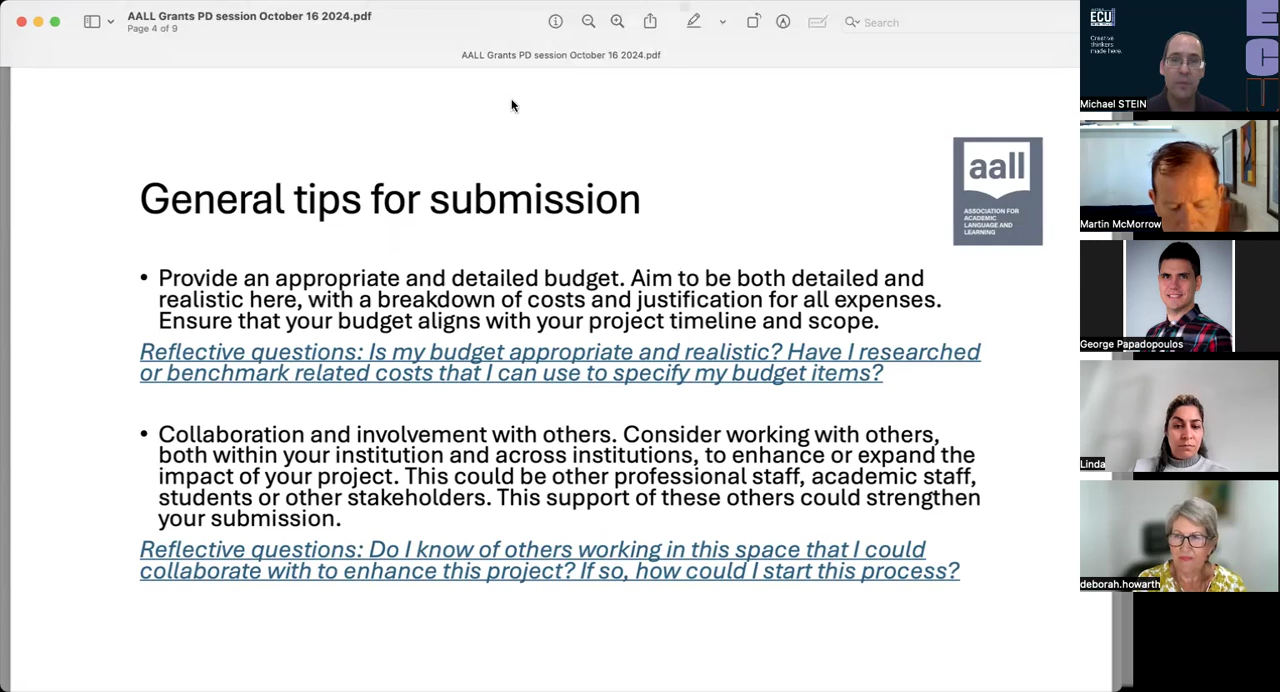 AALL Grants PD session October 16 2024.pdf
Page 4 of 9
Search
AALL Grants PD session October 16 2024.pdf
aall
ASSOCIATION FOR
ACADEMIC
LANGUAGE AND
LEARNING
General tips for submission
• Provide an appropriate and detailed budget. Aim to be both detailed and
realistic here, with a breakdown of costs and justification for all expenses.
Ensure that your budget aligns with your project timeline and scope.
Reflective questions: Is my budget appropriate and realistic? Have I researched
or benchmark related costs that I can use to specify my budget items?
• Collaboration and involvement with others. Consider working with others,
both within your institution and across institutions, to enhance or expand the
impact of your project. This could be other professional staff, academic staff,
students or other stakeholders. This support of these others could strengthen
your submission.
Reflective questions: Do I know of others working in this space that I could
collaborate with to enhance this project? If so, how could I start this process?
ECU
Creative
thinkers
made here.
E
C
U
Michael STEIN
Martin McMorrow
George Papadopoulos
Linda
deborah.howarth